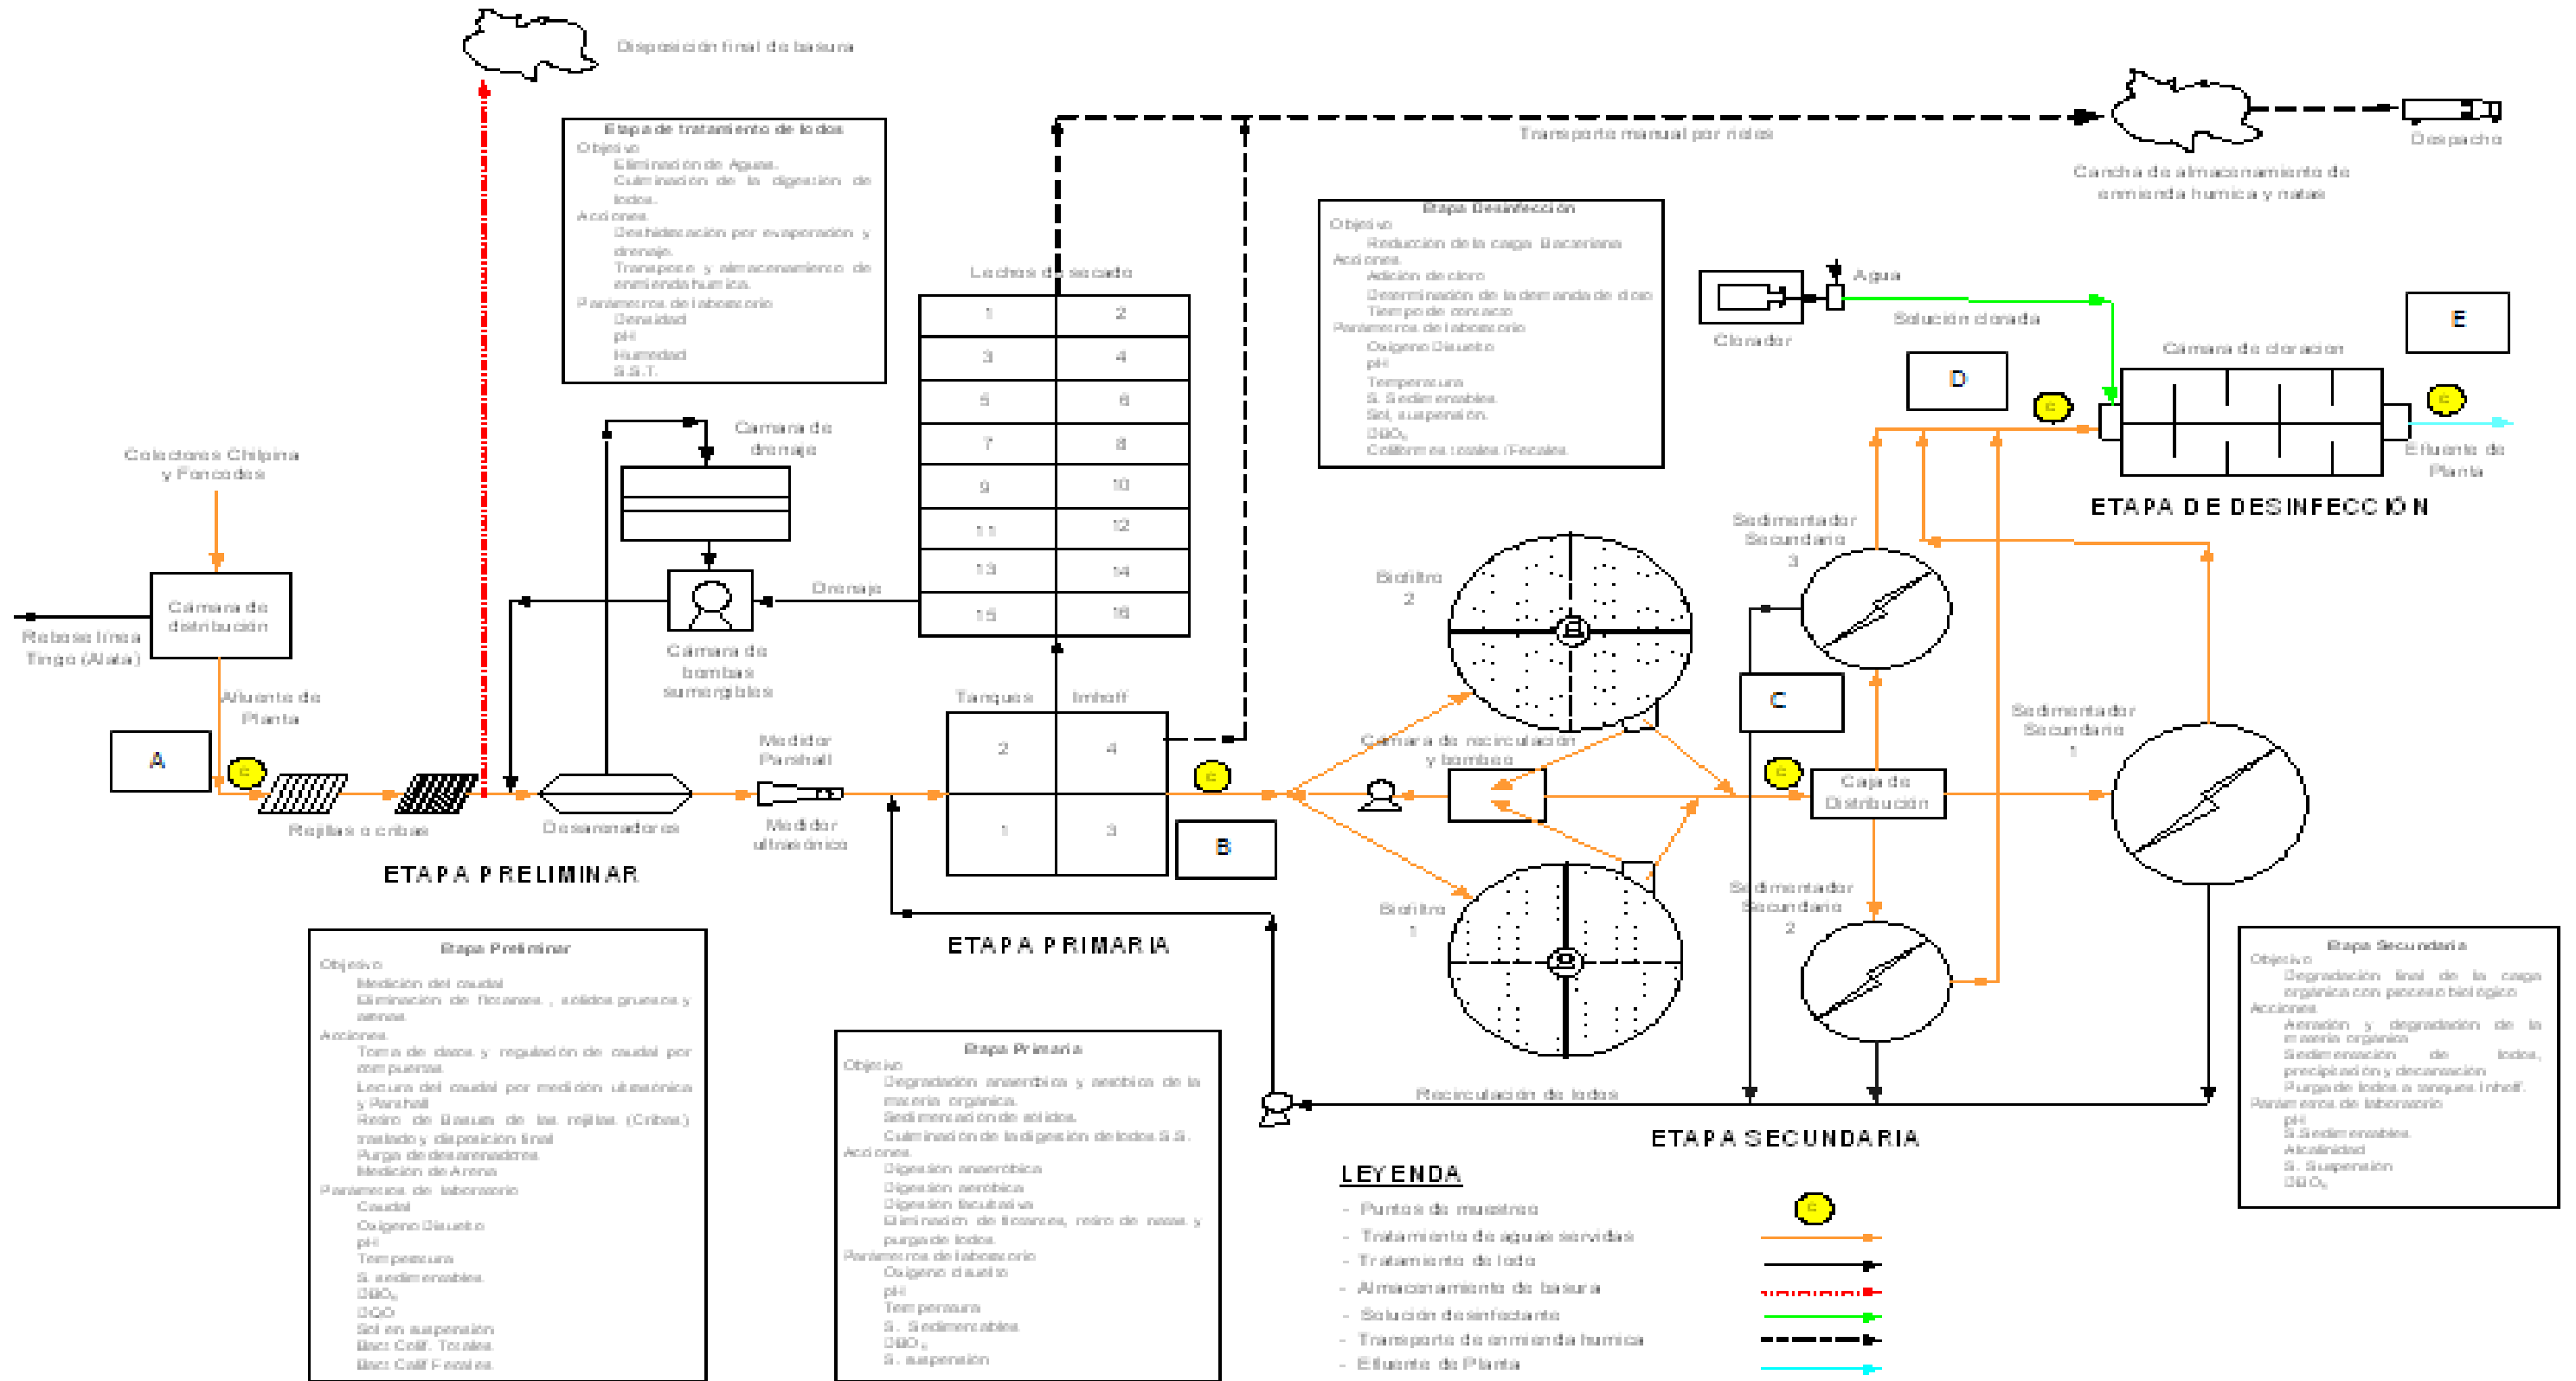 Disposición final de basura
Etapa de tratamiento de lodos
Objetivo
Eliminación de Aguas.
Culminación de la digestión de
lodos.
Acciones
Deshidratación por evaporación y
drenaje.
Transporte y almacenamiento de
enmienda humica.
Parámetros de laboratorio
Densidad
pH
Humedad
S.S.T.
Transporte manual por rieles
Despacho
Cancha de almacenamiento de
enmienda humica y natas
Etapa Desinfección
Objetivo
Reducción de la carga Bacteriana
Acciones
Adición de cloro
Determinación de la demanda de cloro
Tiempo de contacto
Parámetros de laboratorio
Oxigeno Disuelto
pH
Temperatura
S. Sedimentables
Sol, suspensión.
DBO₅
Coliformes totales /Fecales
Lechos de secado
1 2
3 4
5 6
7 8
9 10
11 12
13 14
15 16
Agua
Clorador
Solución clorada
Cámara de cloracion
D
E
C
C
Efluente de
Planta
ETAPA DE DESINFECCIÓN
Camara de
drenaje
Colectores Chilpina
y Foncodes
Cámara de
distribución
Rebose línea
Tingo (Alata)
Drenaje
Cámara de
bombas
sumergibles
Afluente de
Planta
A
C
Rejillas o cribas
Desarenadores
Medidor
Parshall
Medidor
ultrasónico
ETAPA PRELIMINAR
Tanques Imhoff
2 4
1 3
C
B
ETAPA PRIMARIA
Biofiltro
2
Cámara de recirculación
y bombeo
Biofiltro
1
Sedimentador
Secundario
3
C
C
Caja de
Distribución
Sedimentador
Secundario
1
Sedimentador
Secundario
2
Recirculación de lodos
ETAPA SECUNDARIA
Etapa Preliminar
Objetivo
Medición del caudal
Eliminación de flotantes , sólidos gruesos y
arenas
Acciones
Toma de datos y regulación de caudal por
compuertas
Lectura del caudal por medición ultrasónica
y Parshall
Retiro de Basura de las rejillas (Cribas)
traslado y disposición final
Purga de desarenadores
Medición de Arena
Parámetros de laboratorio
Caudal
Oxigeno Disuelto
pH
Temperatura
S. sedimentables
DBO₅
DQO
Sol en suspensión
Bact Colif. Totales
Bact Colif Fecales
Etapa Primaria
Objetivo
Degradación anaeróbica y aeróbica de la
materia orgánica.
Sedimentación de sólidos.
Culminación de la digestión de lodos S.S.
Acciones
Digestión anaeróbica
Digestión aeróbica
Digestión facultativa
Eliminación de flotantes, retiro de natas y
purga de lodos
Parámetros de laboratorio
Oxigeno disuelto
pH
Temperatura
S. Sedimentables
DBO₅
S. suspensión
Etapa Secundaria
Objetivo
Degradación final de la carga
orgánica con proceso biológico
Acciones
Aereación y degradación de la
materia orgánica
Sedimentación de lodos,
precipitación y decantación
Purga de lodos a tanques Inhoff.
Parámetros de laboratorio
pH
S.Sedimentables
Alcalinidad
S. Suspensión
DBO₅
LEYENDA
- Puntos de muestreo C
- Tratamiento de aguas servidas
- Tratamiento de lodo
- Almacenamiento de basura
- Solución desinfectante
- Transporte de enmienda humica
- Efluente de Planta